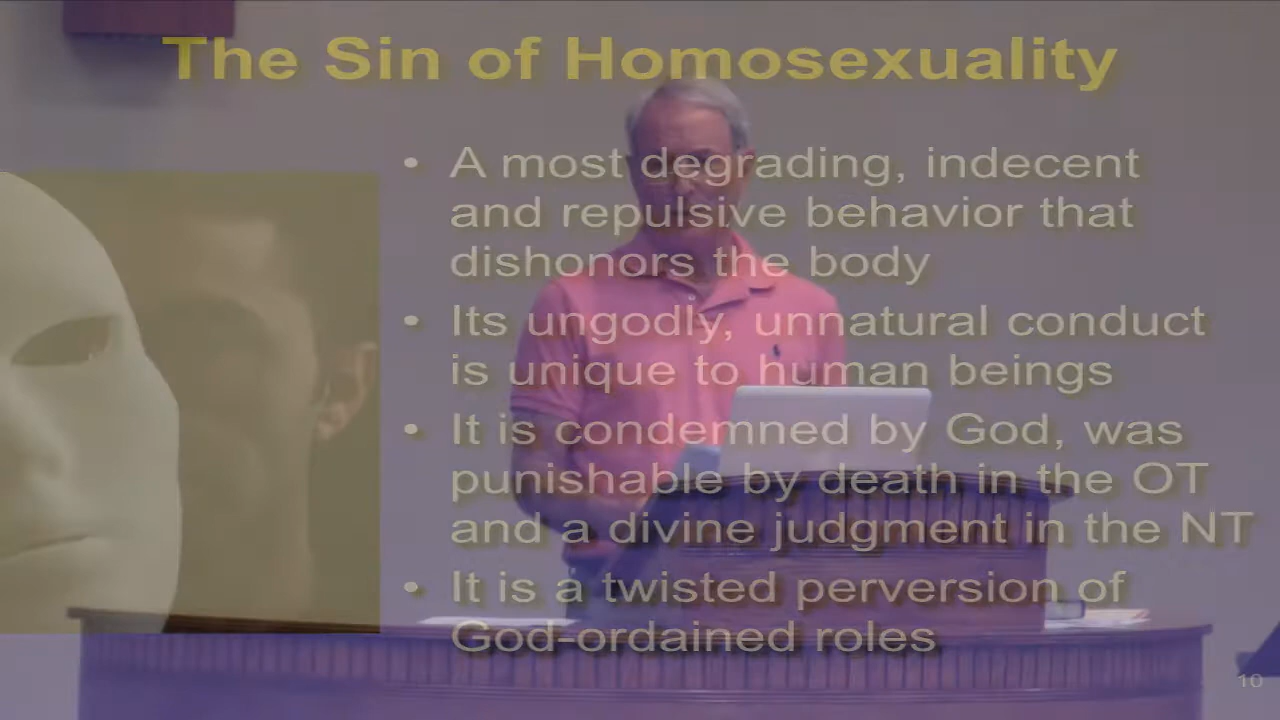 The Sin of Homosexuality
• A most degrading, indecent
and repulsive behavior that
dishonors the body
• Its ungodly, unnatural conduct
is unique to human beings
• It is condemned by God, was
punishable by death in the OT
and a divine judgment in the NT
• It is a twisted perversion of
God-ordained roles
10